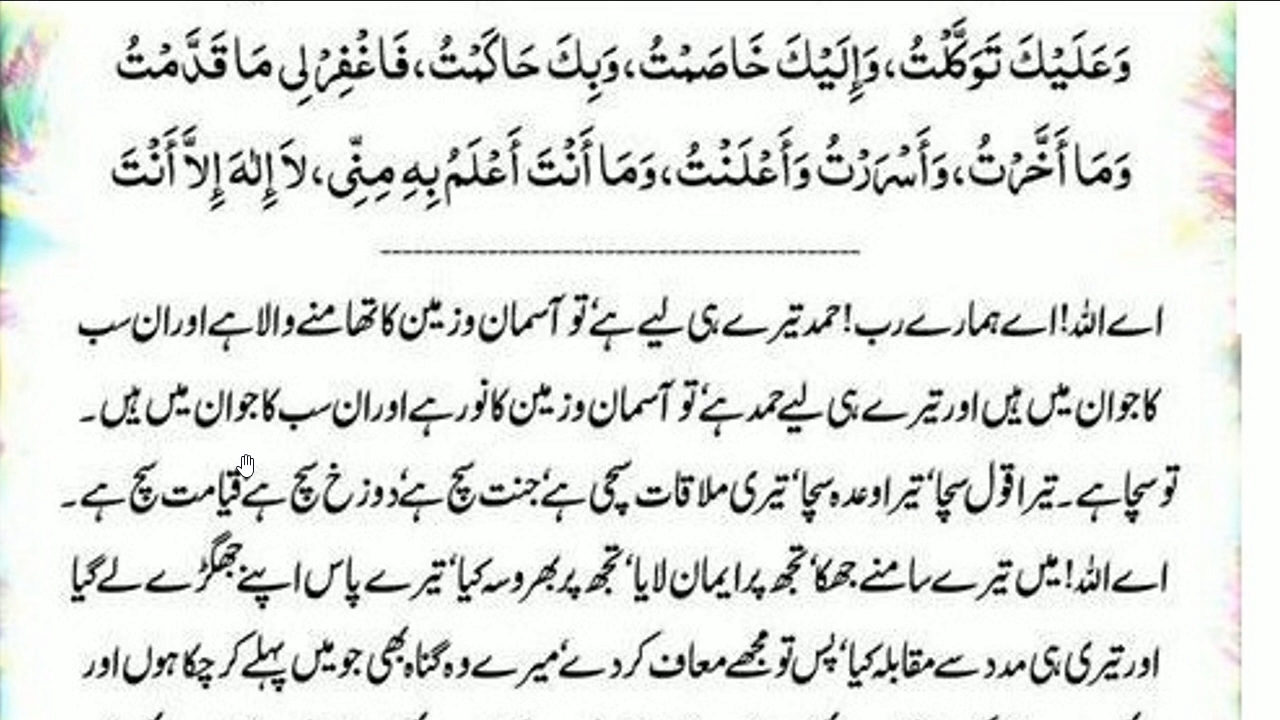 وَعَلَيْكَ تَوَكَّلْتُ، وَإِلَيْكَ خَاصَمْتُ، وَبِكَ حَاكَمْتُ، فَاغْفِرْ لِي مَا قَدَّمْتُ
وَمَا أَخَّرْتُ، وَأَسْرَرْتُ وَأَعْلَنْتُ، وَمَا أَنْتَ أَعْلَمُ بِهِ مِنِّي، لاَ إِلٰهَ إِلاَّ أَنْتَ
اے اللہ! اے ہمارے رب! حمد تیرے ہی لیے ہے‘ تو آسمان وزمین کا تھامنے والا ہے اور ان سب
کا جو ان میں ہیں اور تیرے ہی لیے حمد ہے‘ تو آسمان وزمین کا نور ہے اور ان سب کا جو ان میں ہیں۔
تو سچا ہے۔ تیرا قول سچا‘ تیرا وعدہ سچا‘ تیری ملاقات سچی ہے‘ جنت سچ ہے‘ دوزخ سچ ہے‘ قیامت سچ ہے۔
اے اللہ! میں تیرے سامنے جھکا‘ تجھ پر ایمان لایا‘ تجھ پر بھروسہ کیا‘ تیرے پاس اپنے جھگڑے لے گیا
اور تیری ہی مدد سے مقابلہ کیا‘ پس تو مجھے معاف کر دے‘ میرے وہ گناہ بھی جو میں پہلے کر چکا ہوں اور